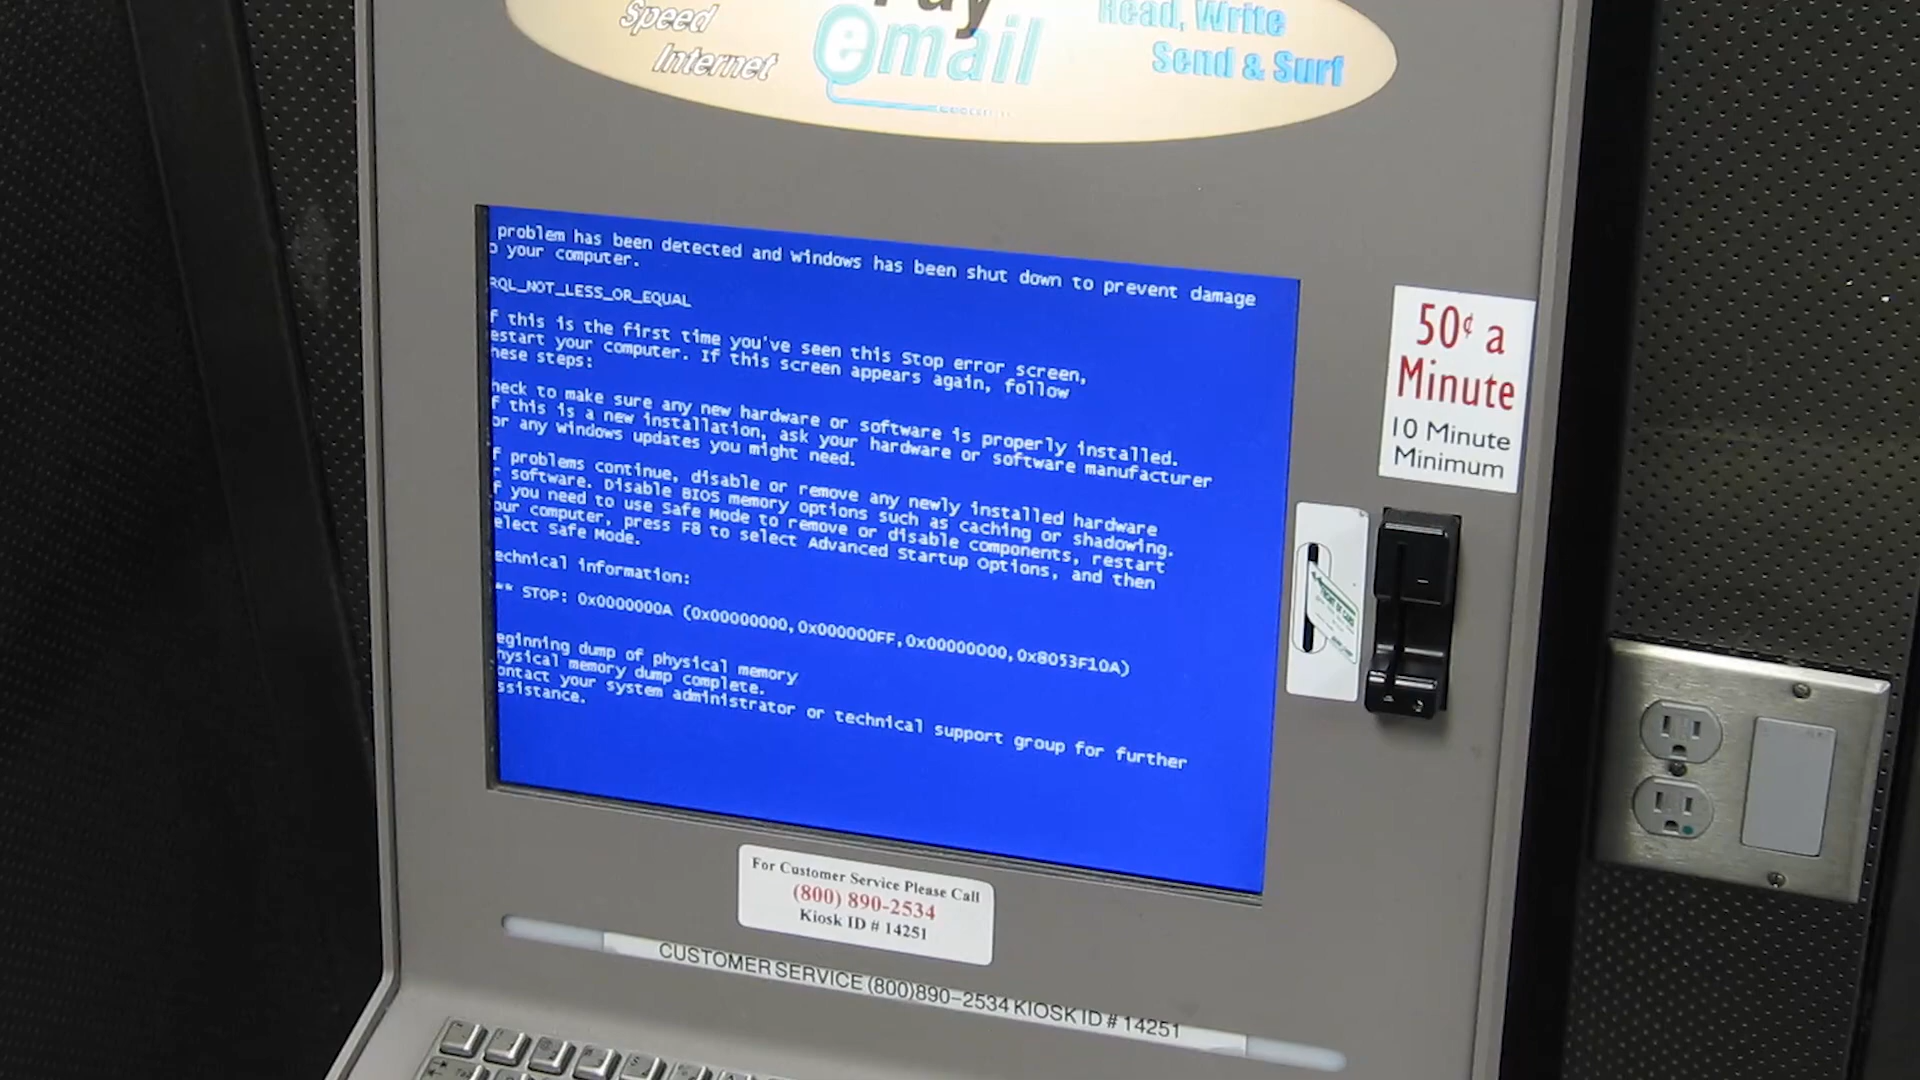 Speed
Internet
Pay
email
Read, Write
Send & Surf
problem has been detected and windows has been shut down to prevent damage
o your computer.
RQL_NOT_LESS_OR_EQUAL
f this is the first time you've seen this Stop error screen,
estart your computer. If this screen appears again, follow
hese steps:
heck to make sure any new hardware or software is properly installed.
f this is a new installation, ask your hardware or software manufacturer
or any windows updates you might need.
f problems continue, disable or remove any newly installed hardware
r software. Disable BIOS memory options such as caching or shadowing.
f you need to use Safe Mode to remove or disable components, restart
our computer, press F8 to select Advanced Startup Options, and then
elect Safe Mode.
echnical information:
** STOP: 0x0000000A (0x00000000,0x000000FF,0x00000000,0x8053F10A)
eginning dump of physical memory
hysical memory dump complete.
ontact your system administrator or technical support group for further
ssistance.
50¢ a
Minute
10 Minute
Minimum
For Customer Service Please Call
(800) 890-2534
Kiosk ID # 14251
CUSTOMER SERVICE (800)890-2534 KIOSK ID # 14251